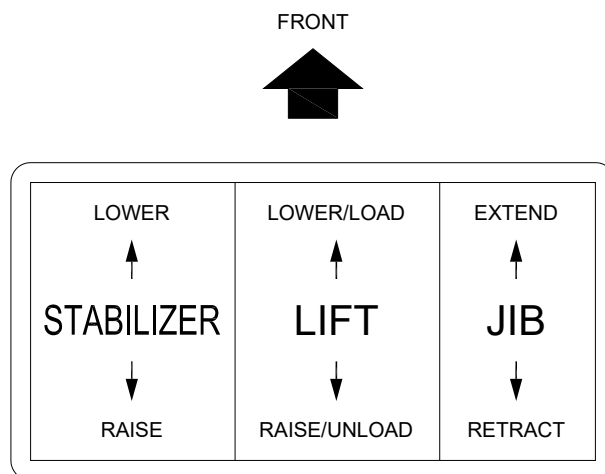 FRONT
LOWER
LOWER/LOAD
EXTEND
STABILIZER
LIFT
JIB
RAISE
RAISE/UNLOAD
RETRACT